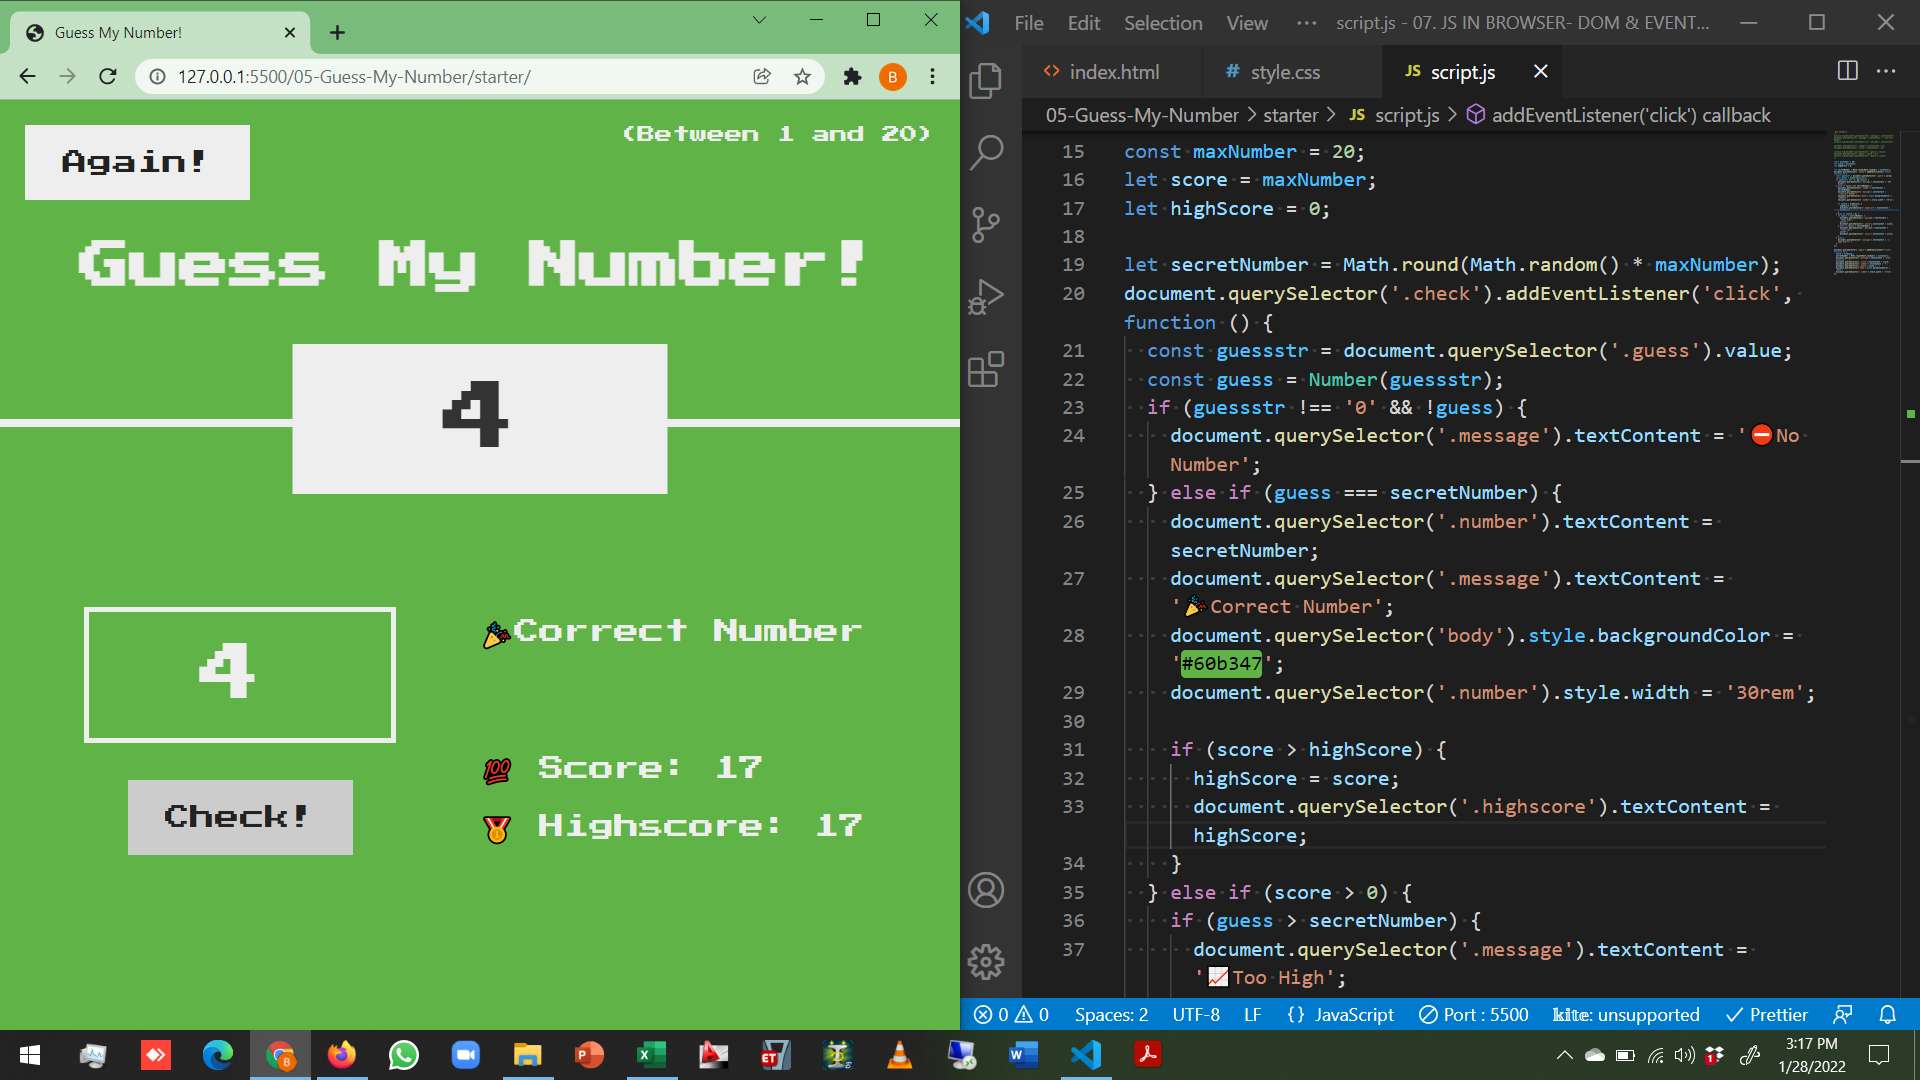 Guess My Number!
127.0.0.1:5500/05-Guess-My-Number/starter/
B
Again!
(Between 1 and 20)
Guess My Number!
4
4
🎉Correct Number
💯 Score: 17
🥇 Highscore: 17
Check!
File Edit Selection View ··· script.js - 07. JS IN BROWSER- DOM & EVENT...
<> index.html
# style.css
JS script.js
05-Guess-My-Number > starter > JS script.js > addEventListener('click') callback
15 const maxNumber = 20;
16 let score = maxNumber;
17 let highScore = 0;
18
19 let secretNumber = Math.round(Math.random() * maxNumber);
20 document.querySelector('.check').addEventListener('click',
function () {
21 const guessstr = document.querySelector('.guess').value;
22 const guess = Number(guessstr);
23 if (guessstr !== '0' && !guess) {
24 document.querySelector('.message').textContent = '⛔No
Number';
25 } else if (guess === secretNumber) {
26 document.querySelector('.number').textContent =
secretNumber;
27 document.querySelector('.message').textContent =
'🎉Correct Number';
28 document.querySelector('body').style.backgroundColor =
'#60b347';
29 document.querySelector('.number').style.width = '30rem';
30
31 if (score > highScore) {
32 highScore = score;
33 document.querySelector('.highscore').textContent =
highScore;
34 }
35 } else if (score > 0) {
36 if (guess > secretNumber) {
37 document.querySelector('.message').textContent =
'📈Too High';
0 0 Spaces: 2 UTF-8 LF {} JavaScript Port : 5500 kite: unsupported Prettier
3:17 PM
1/28/2022